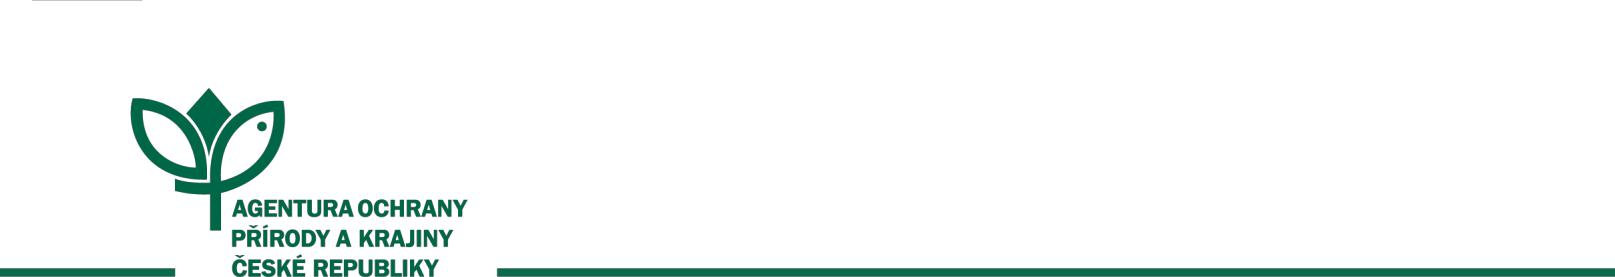 AGENTURA OCHRANY
PŘÍRODY A KRAJINY
ČESKÉ REPUBLIKY